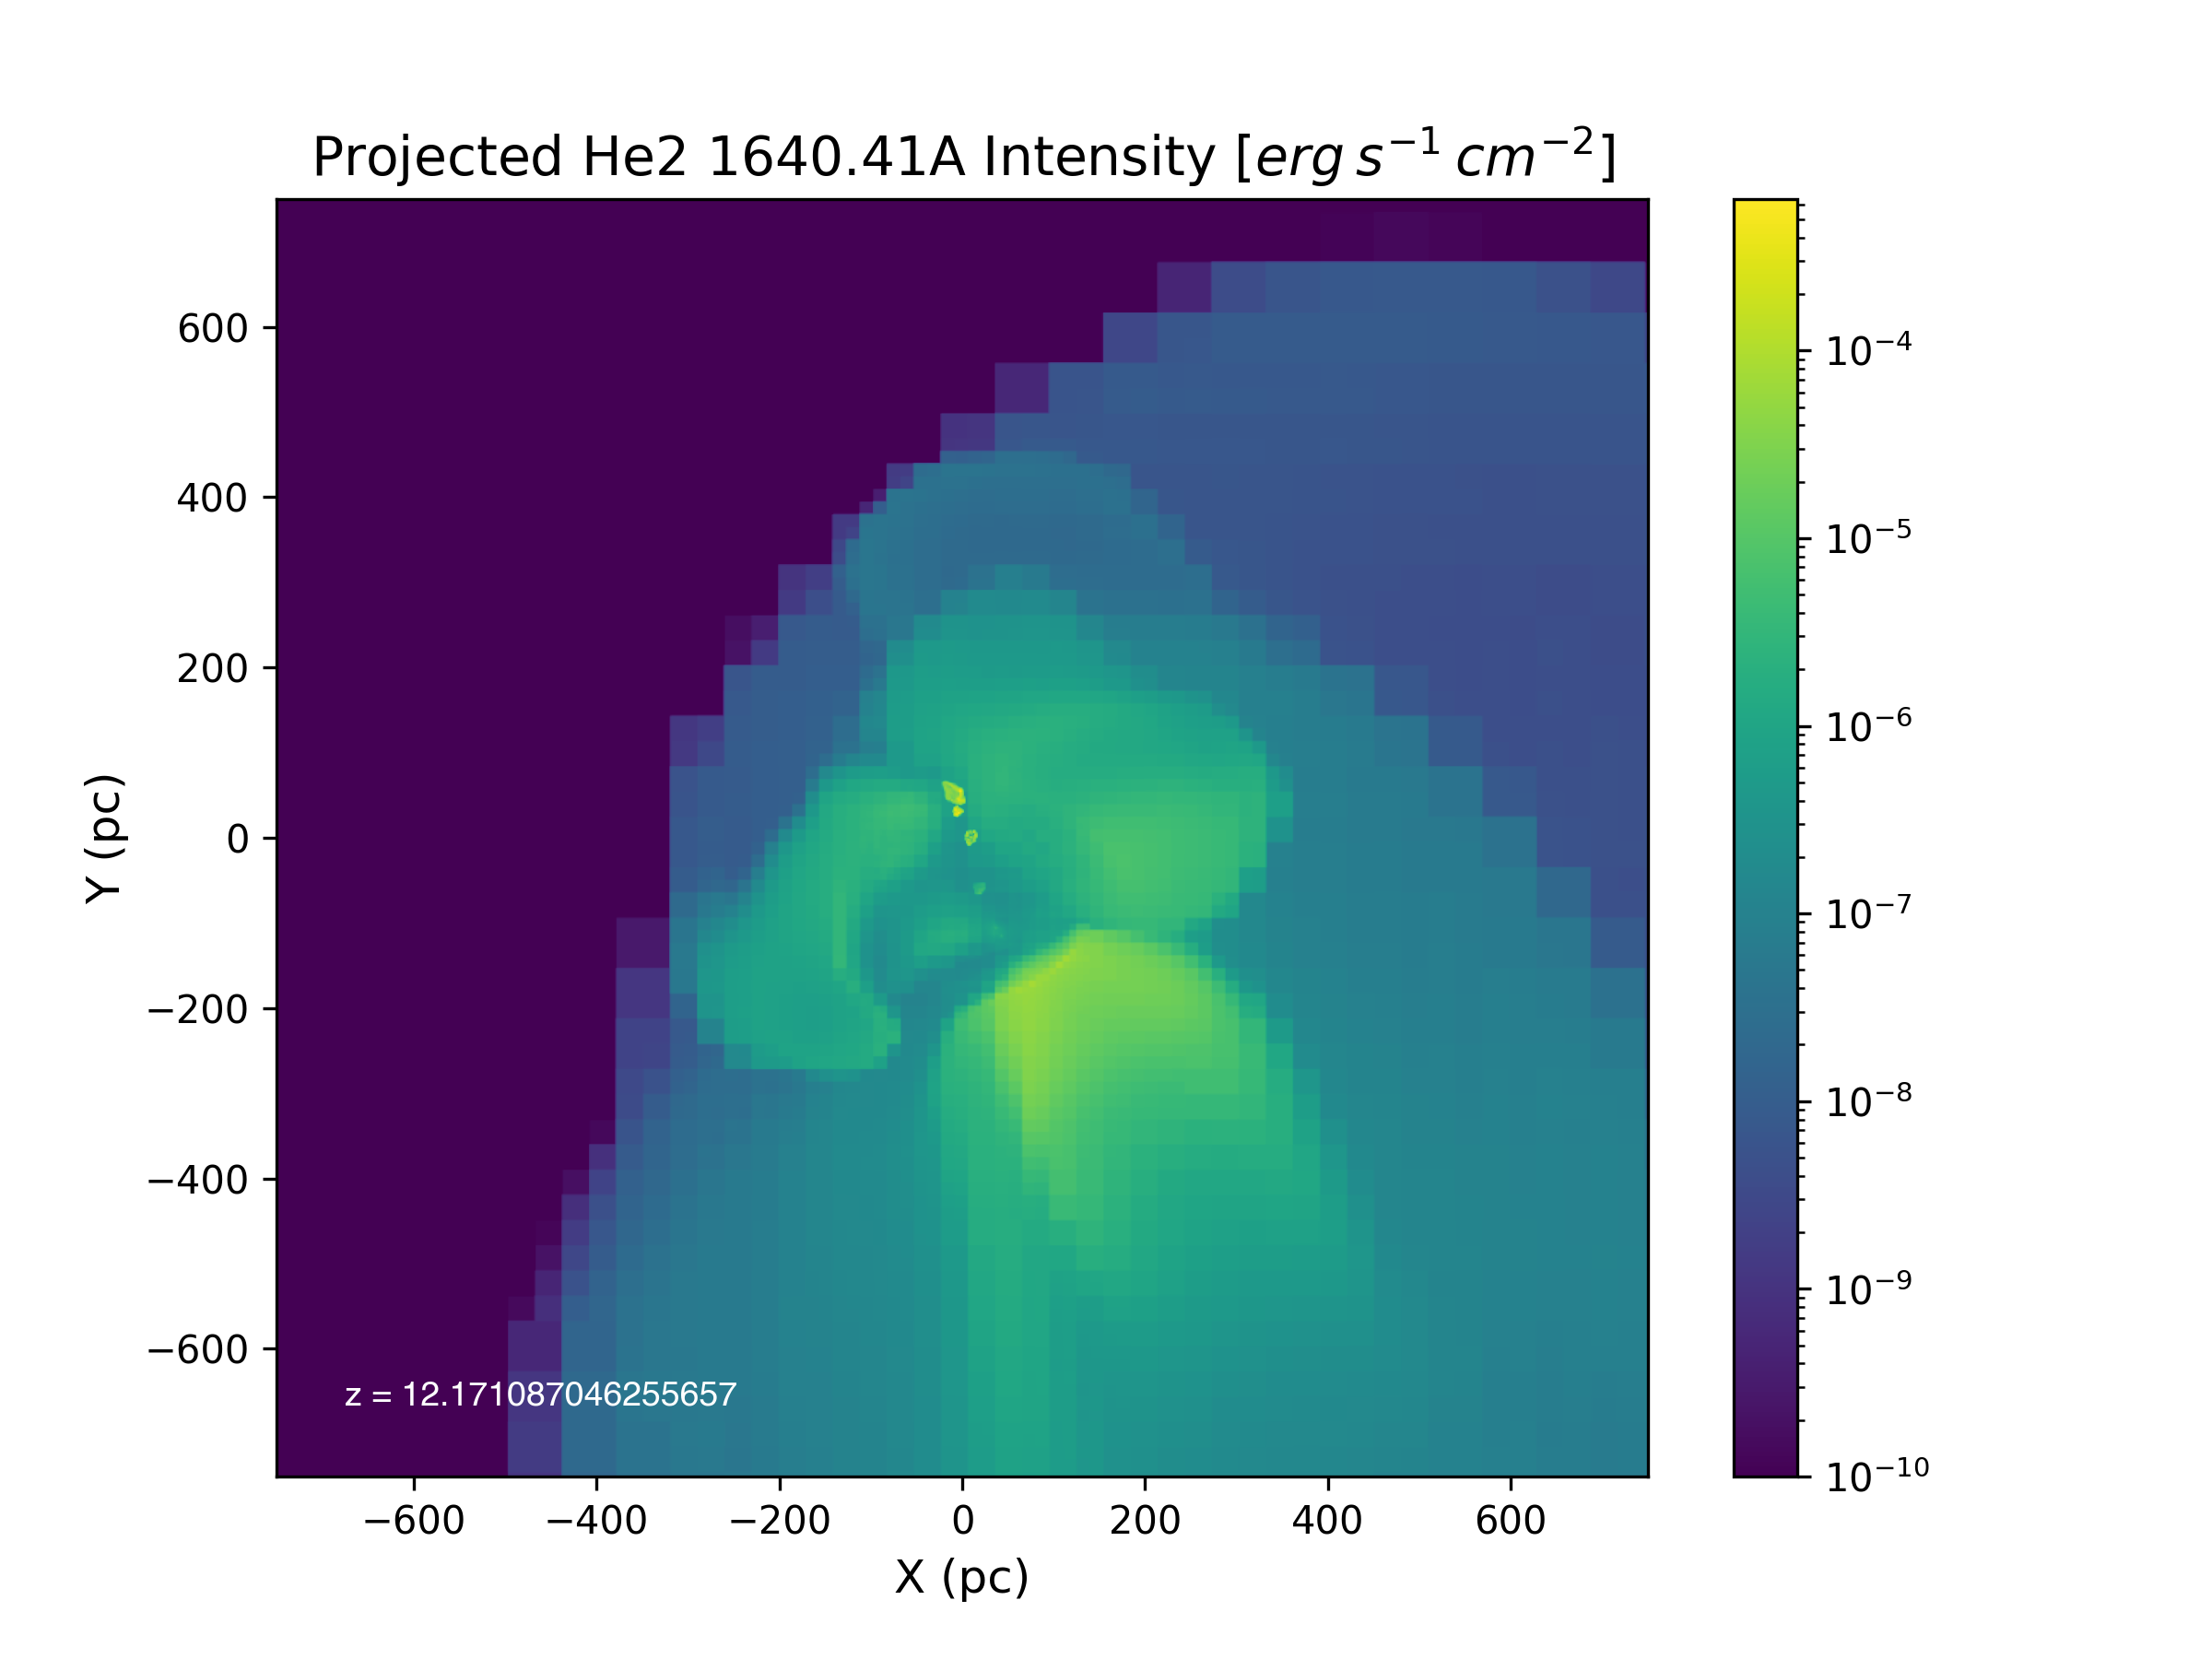 Projected He2 1640.41A Intensity [erg s⁻¹ cm⁻²]
Y (pc)
600
400
200
0
−200
−400
−600
z = 12.171087046255657
−600 −400 −200 0 200 400 600
X (pc)
10⁻⁴
10⁻⁵
10⁻⁶
10⁻⁷
10⁻⁸
10⁻⁹
10⁻¹⁰